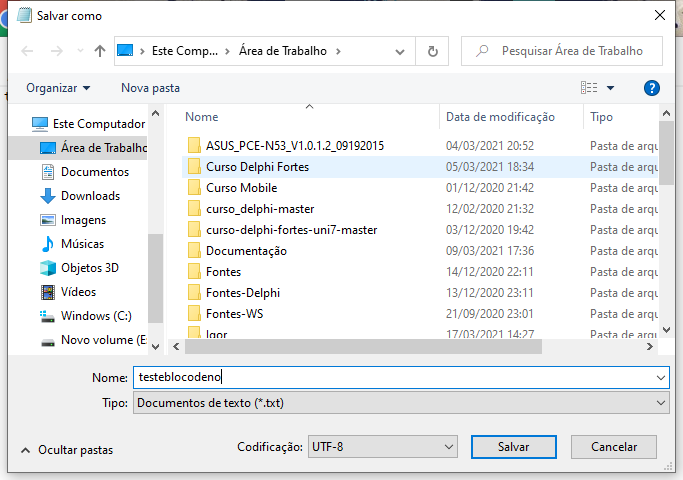 Salvar como
Este Comp... > Área de Trabalho >
Pesquisar Área de Trabalho
Organizar
Nova pasta
Este Computador
Área de Trabalho
Documentos
Downloads
Imagens
Músicas
Objetos 3D
Vídeos
Windows (C:)
Novo volume (E:
Nome Data de modificação Tipo
ASUS_PCE-N53_V1.0.1.2_09192015 04/03/2021 20:52 Pasta de arqu
Curso Delphi Fortes 05/03/2021 18:34 Pasta de arqu
Curso Mobile 01/12/2020 21:42 Pasta de arqu
curso_delphi-master 12/02/2020 21:32 Pasta de arqu
curso-delphi-fortes-uni7-master 03/12/2020 19:42 Pasta de arqu
Documentação 09/03/2021 17:36 Pasta de arqu
Fontes 14/12/2020 22:11 Pasta de arqu
Fontes-Delphi 13/12/2020 23:11 Pasta de arqu
Fontes-WS 21/09/2020 23:01 Pasta de arqu
Igor 17/03/2021 14:27 Pasta de arqu
Nome: testeblocodeno
Tipo: Documentos de texto (*.txt)
Ocultar pastas
Codificação: UTF-8
Salvar
Cancelar